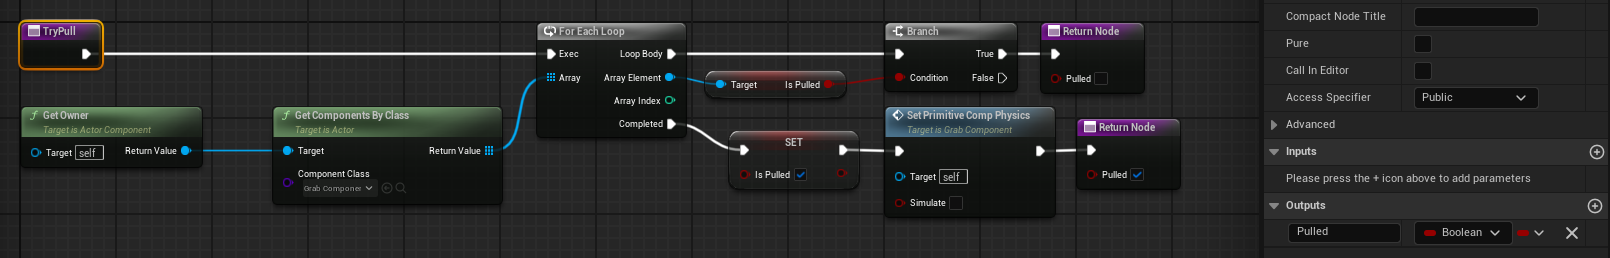 TryPull
For Each Loop
Exec
Loop Body
Array
Array Element
Array Index
Completed
Target
Is Pulled
Branch
True
Condition
False
Return Node
Pulled
Get Owner
Target is Actor Component
Target
self
Return Value
Get Components By Class
Target is Actor
Target
Return Value
Component Class
Grab Componer
SET
Is Pulled
Set Primitive Comp Physics
Target is Grab Component
Target
self
Simulate
Return Node
Pulled
Compact Node Title
Pure
Call In Editor
Access Specifier
Public
Advanced
Inputs
Please press the + icon above to add parameters
Outputs
Pulled
Boolean